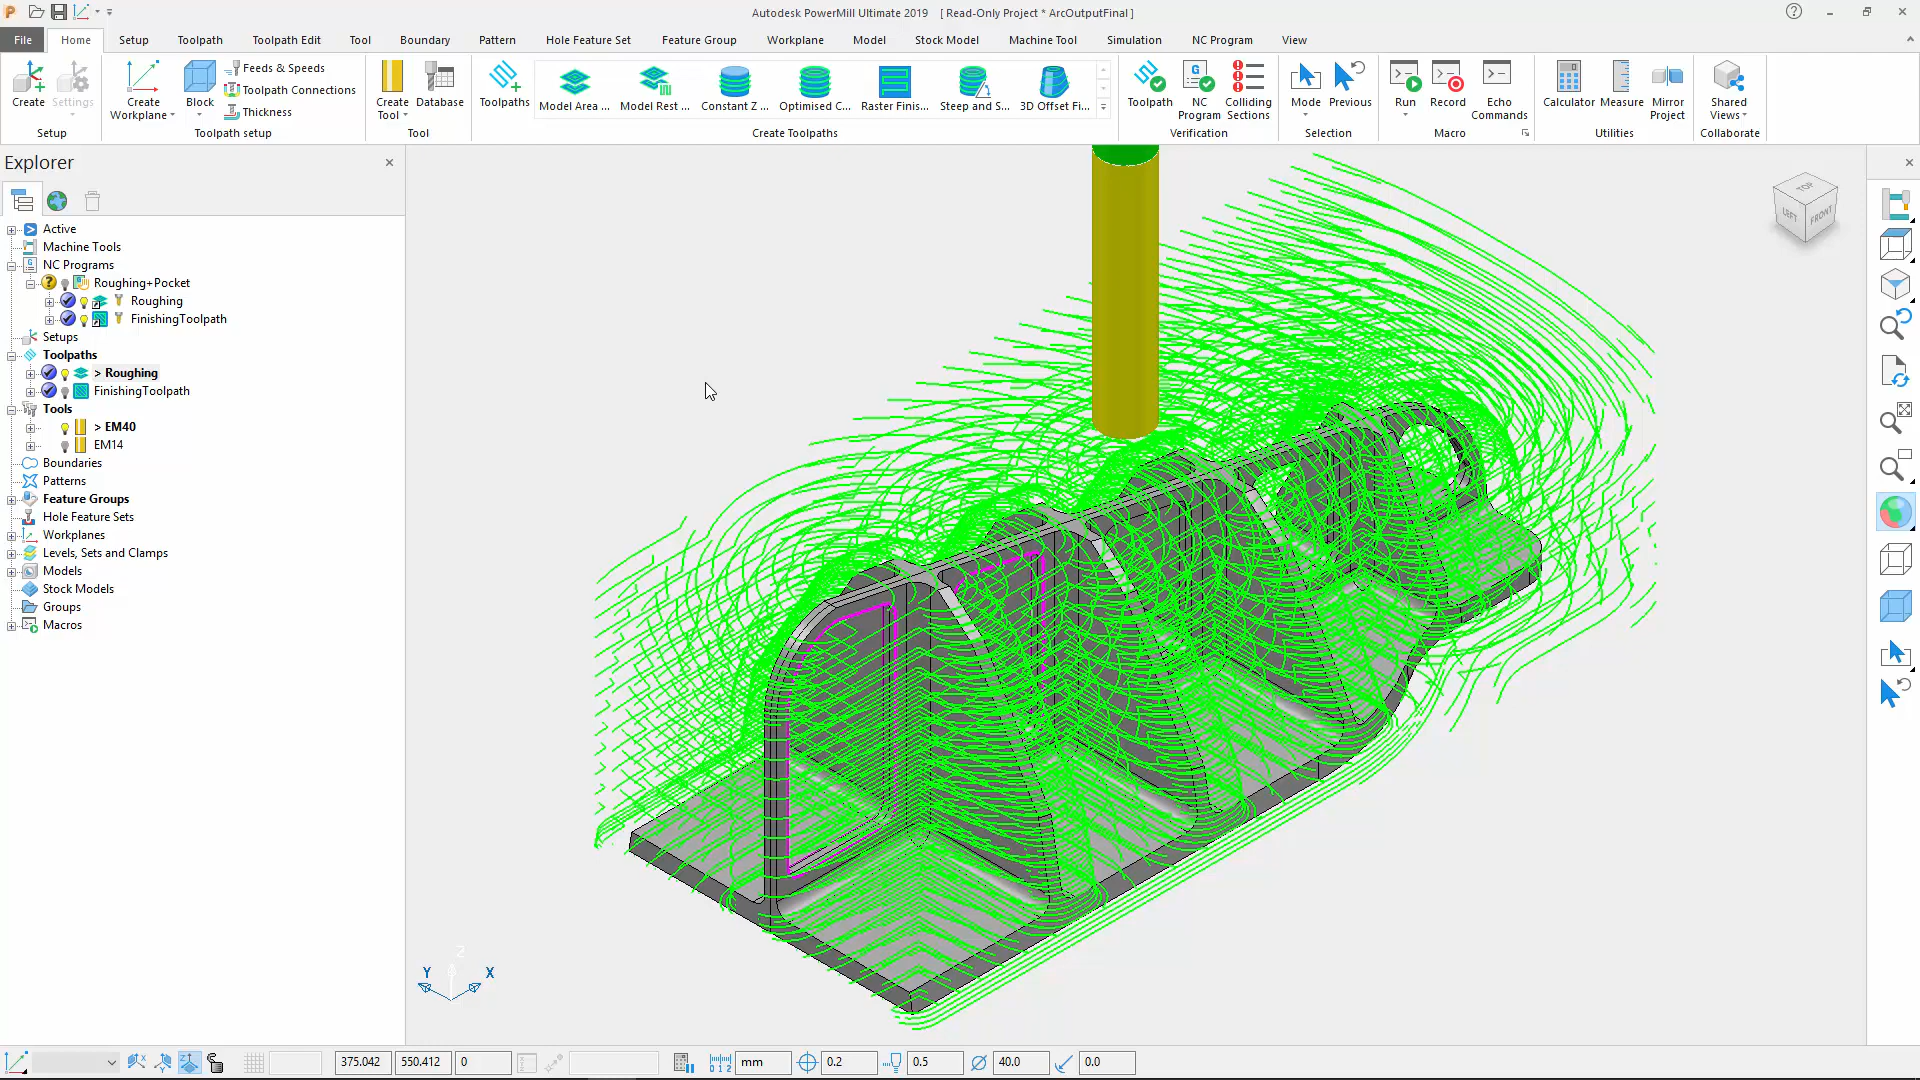 Autodesk PowerMill Ultimate 2019 [ Read-Only Project * ArcOutputFinal ]
File Home Setup Toolpath Toolpath Edit Tool Boundary Pattern Hole Feature Set Feature Group Workplane Model Stock Model Machine Tool Simulation NC Program View
Create
Settings
Setup
Create
Workplane
Block
Feeds & Speeds
Toolpath Connections
Thickness
Toolpath setup
Create
Tool
Database
Tool
Toolpaths
Model Area ...
Model Rest ...
Constant Z ...
Optimised C...
Raster Finis...
Steep and S...
3D Offset Fi...
Create Toolpaths
Toolpath
NC
Program
Colliding
Sections
Verification
Mode
Previous
Selection
Run
Record
Echo
Commands
Macro
Calculator
Measure
Mirror
Project
Utilities
Shared
Views
Collaborate
Explorer
Active
Machine Tools
NC Programs
Roughing+Pocket
Roughing
FinishingToolpath
Setups
Toolpaths
> Roughing
FinishingToolpath
Tools
> EM40
EM14
Boundaries
Patterns
Feature Groups
Hole Feature Sets
Workplanes
Levels, Sets and Clamps
Models
Stock Models
Groups
Macros
TOP
LEFT
FRONT
Z
Y
X
375.042 550.412 0 mm 0.2 0.5 40.0 0.0